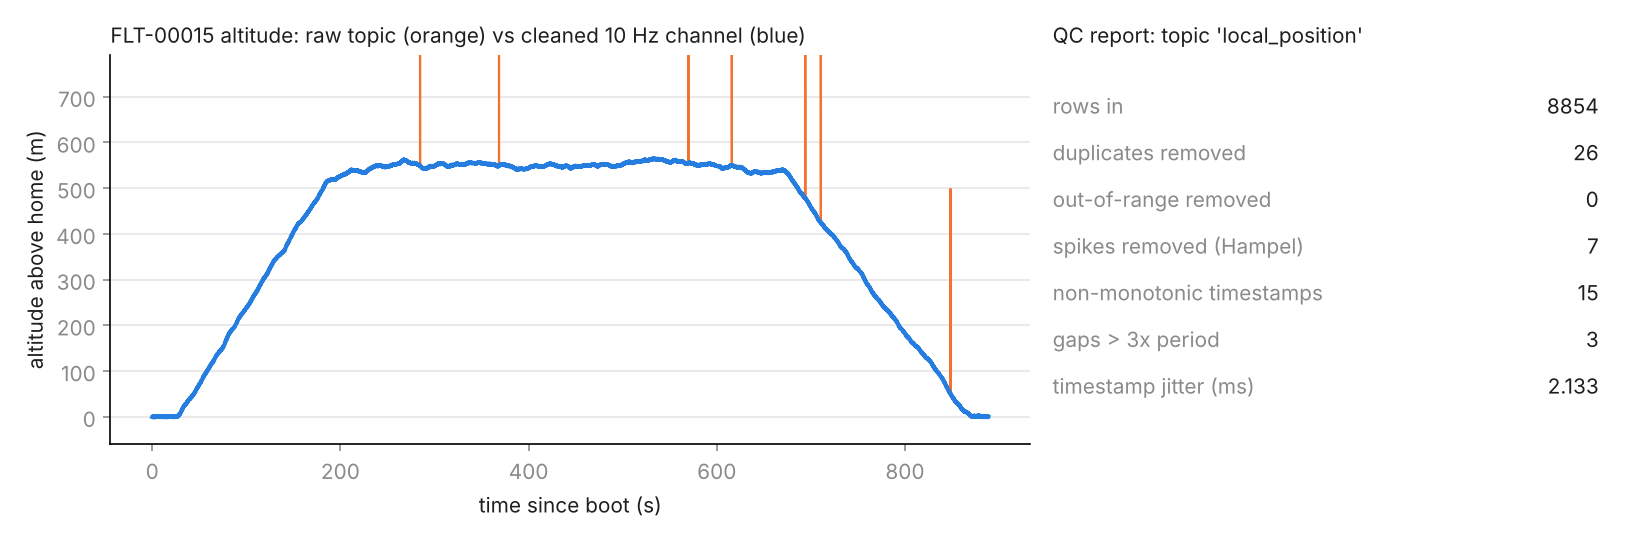 FLT-00015 altitude: raw topic (orange) vs cleaned 10 Hz channel (blue)
altitude above home (m)
700
600
500
400
300
200
100
0
0 200 400 600 800
time since boot (s)
QC report: topic 'local_position'
rows in 8854
duplicates removed 26
out-of-range removed 0
spikes removed (Hampel) 7
non-monotonic timestamps 15
gaps > 3x period 3
timestamp jitter (ms) 2.133